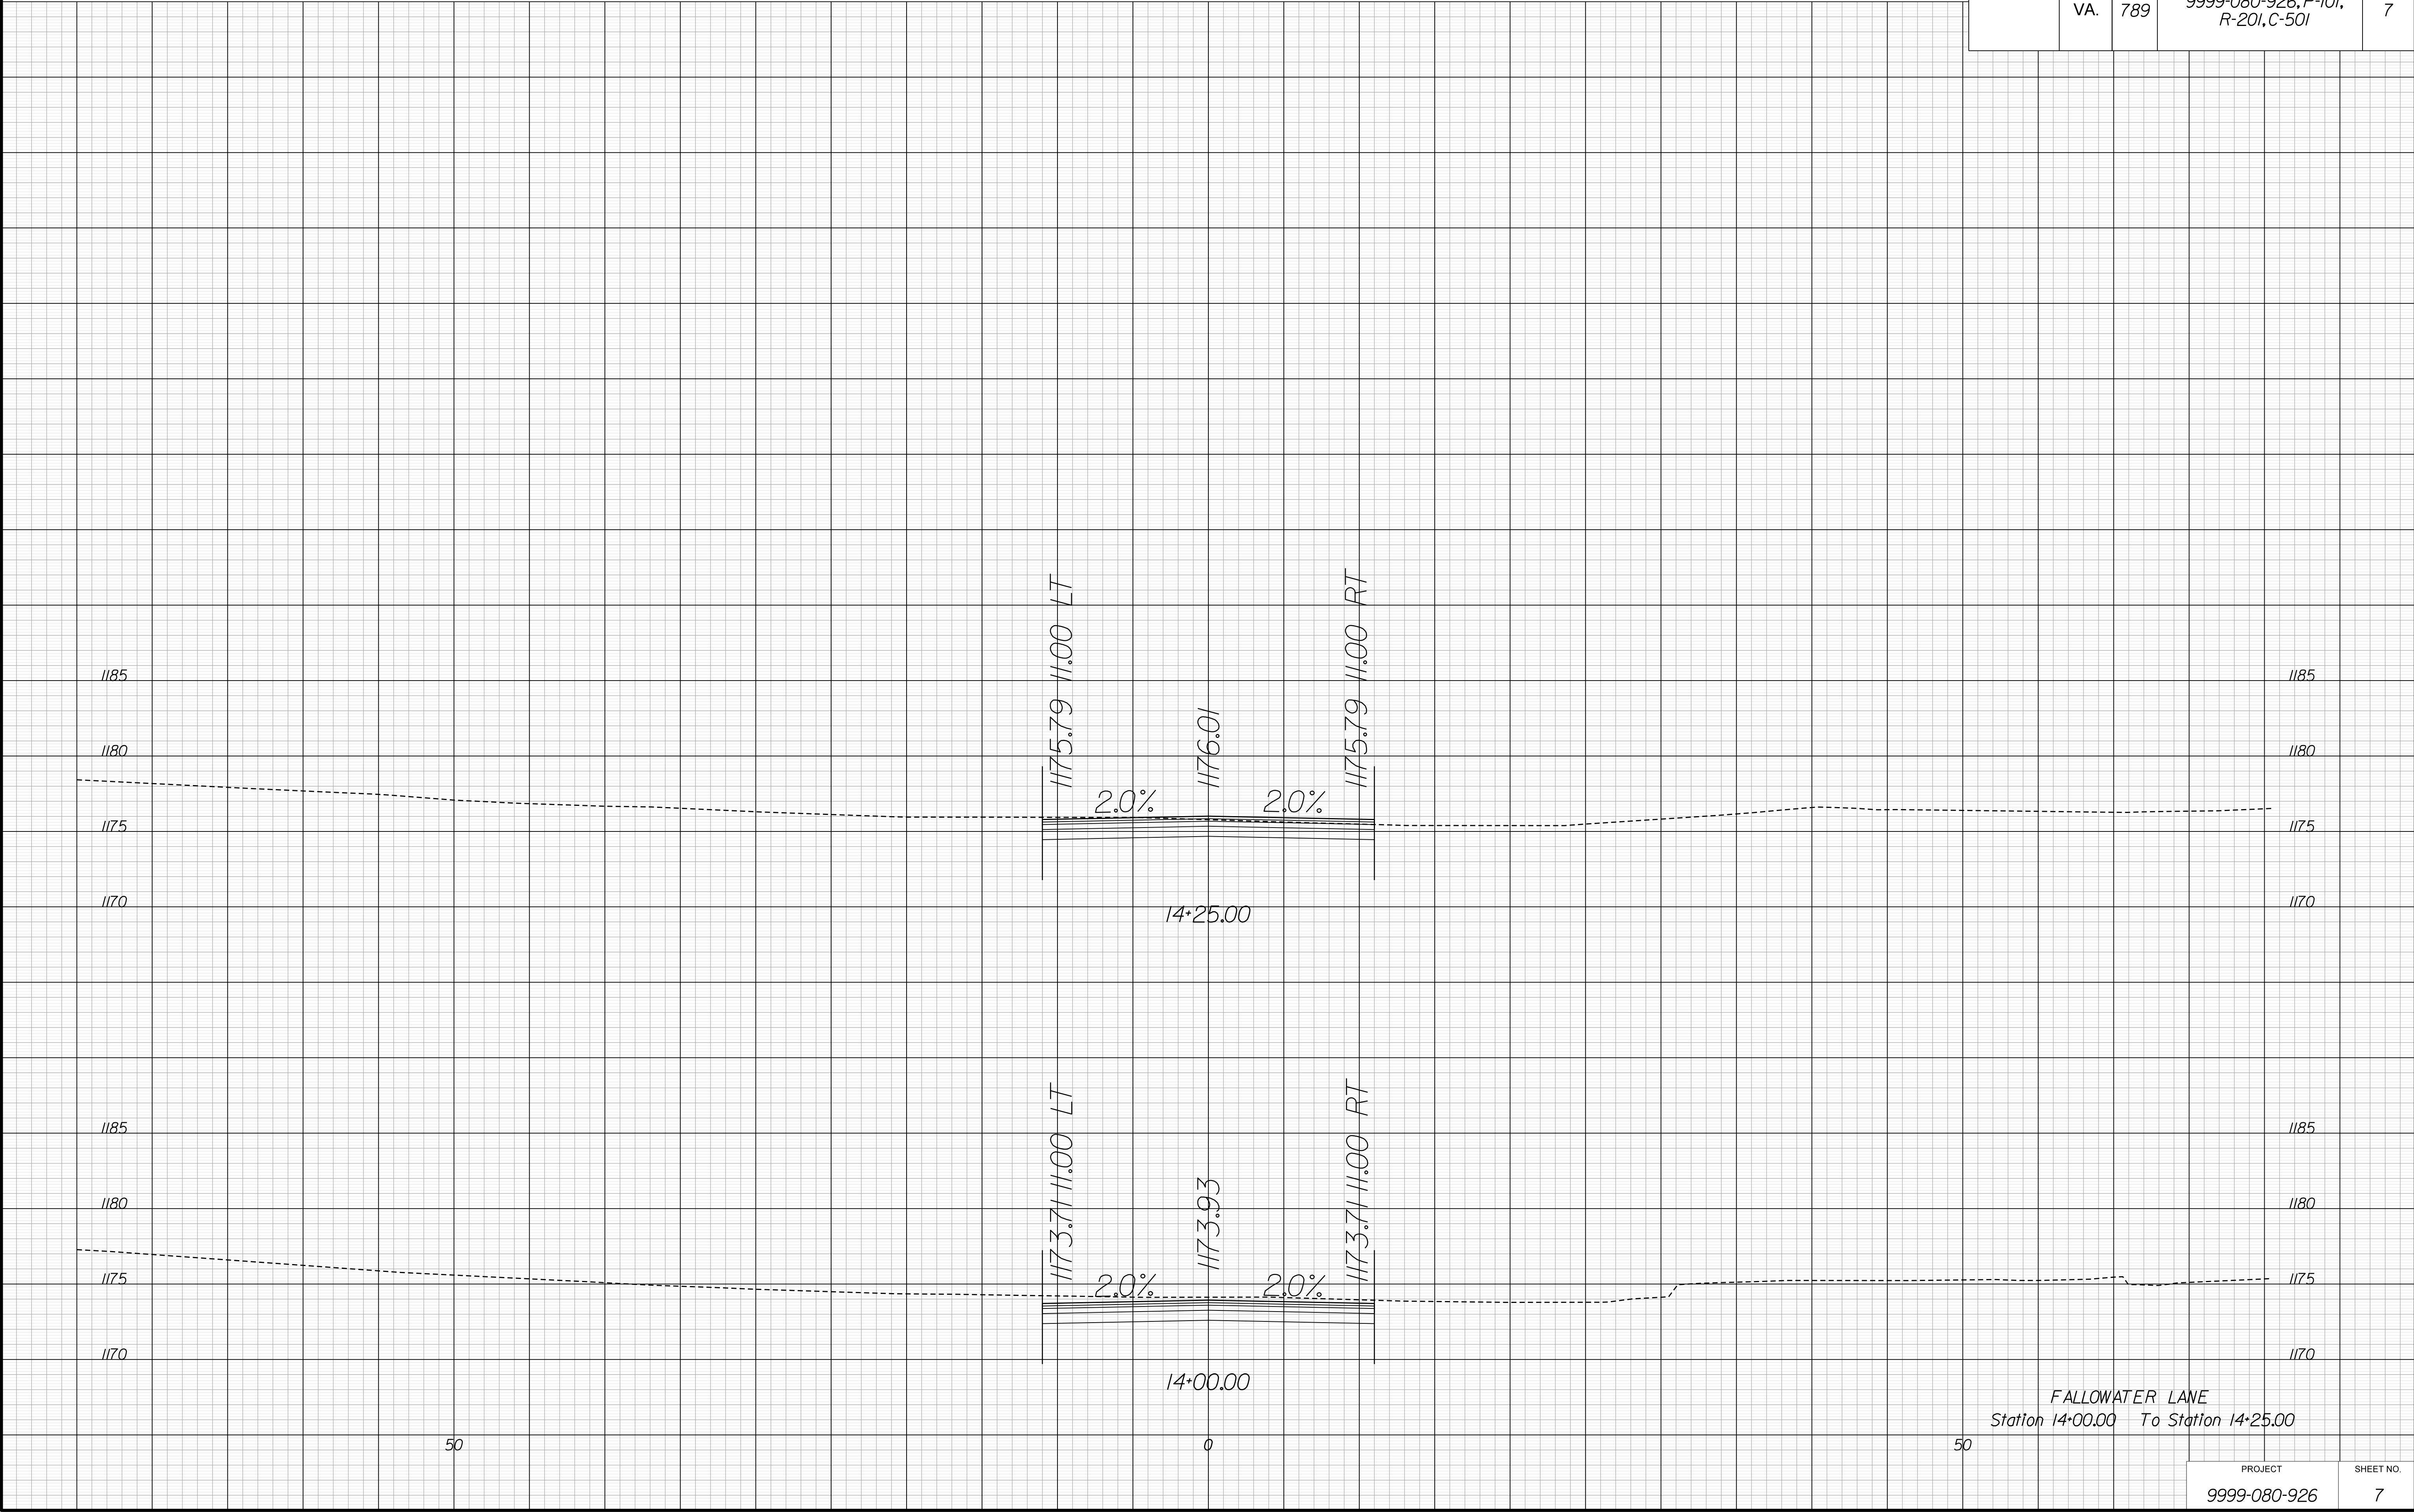 VA. 789 9999-080-926, P-101, 7
R-201, C-501
1175.79 11.00 LT
1176.01
1175.79 11.00 RT
1185 1185
1180 1180
2.0% 2.0%
1175 1175
1170 1170
14+25.00
1173.71 11.00 LT
1173.93
1173.71 11.00 RT
1185 1185
1180 1180
1175 1175
2.0% 2.0%
1170 1170
14+00.00
FALLOWATER LANE
Station 14+00.00 To Station 14+25.00
50 0 50
PROJECT SHEET NO.
9999-080-926 7